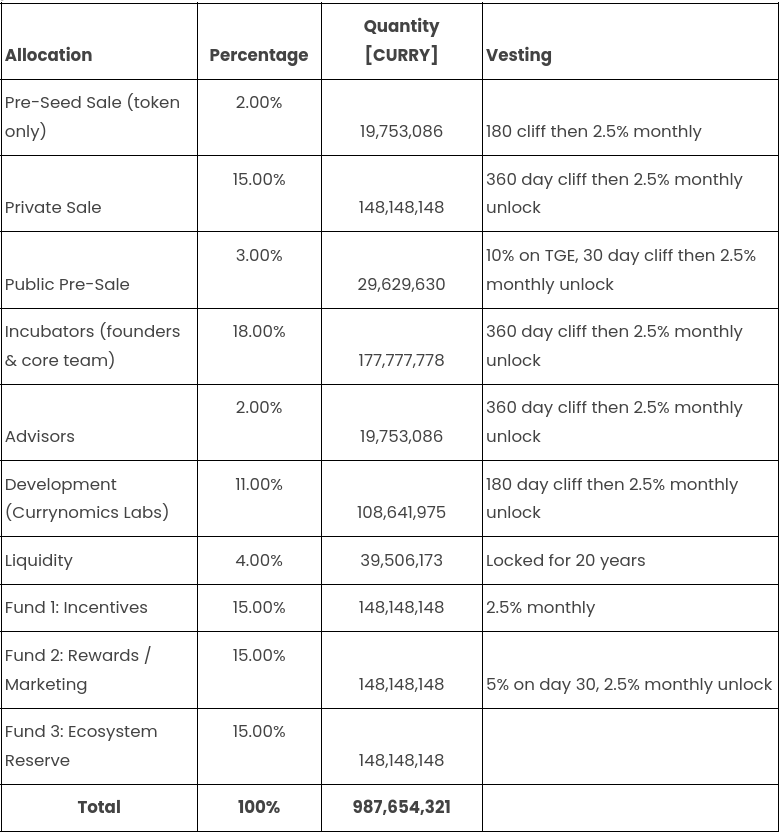 Allocation Percentage Quantity [CURRY] Vesting
Pre-Seed Sale (token only) 2.00% 19,753,086 180 cliff then 2.5% monthly
Private Sale 15.00% 148,148,148 360 day cliff then 2.5% monthly unlock
Public Pre-Sale 3.00% 29,629,630 10% on TGE, 30 day cliff then 2.5% monthly unlock
Incubators (founders & core team) 18.00% 177,777,778 360 day cliff then 2.5% monthly unlock
Advisors 2.00% 19,753,086 360 day cliff then 2.5% monthly unlock
Development (Currynomics Labs) 11.00% 108,641,975 180 day cliff then 2.5% monthly unlock
Liquidity 4.00% 39,506,173 Locked for 20 years
Fund 1: Incentives 15.00% 148,148,148 2.5% monthly
Fund 2: Rewards / Marketing 15.00% 148,148,148 5% on day 30, 2.5% monthly unlock
Fund 3: Ecosystem Reserve 15.00% 148,148,148
Total 100% 987,654,321